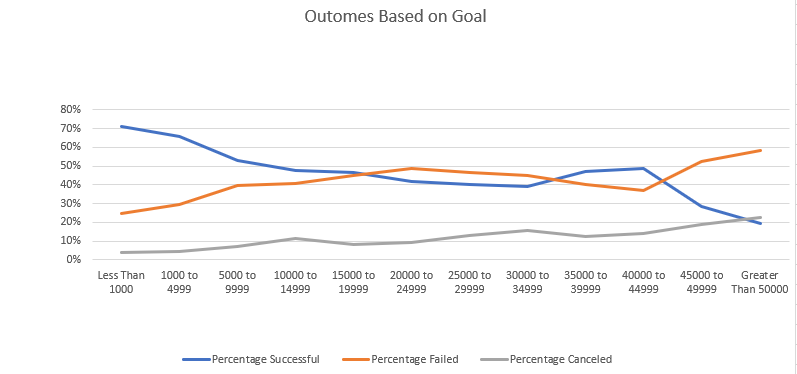 Outomes Based on Goal
80%
70%
60%
50%
40%
30%
20%
10%
0%
Less Than 1000 to 5000 to 10000 to 15000 to 20000 to 25000 to 30000 to 35000 to 40000 to 45000 to Greater
1000 4999 9999 14999 19999 24999 29999 34999 39999 44999 49999 Than 50000
Percentage Successful Percentage Failed Percentage Canceled